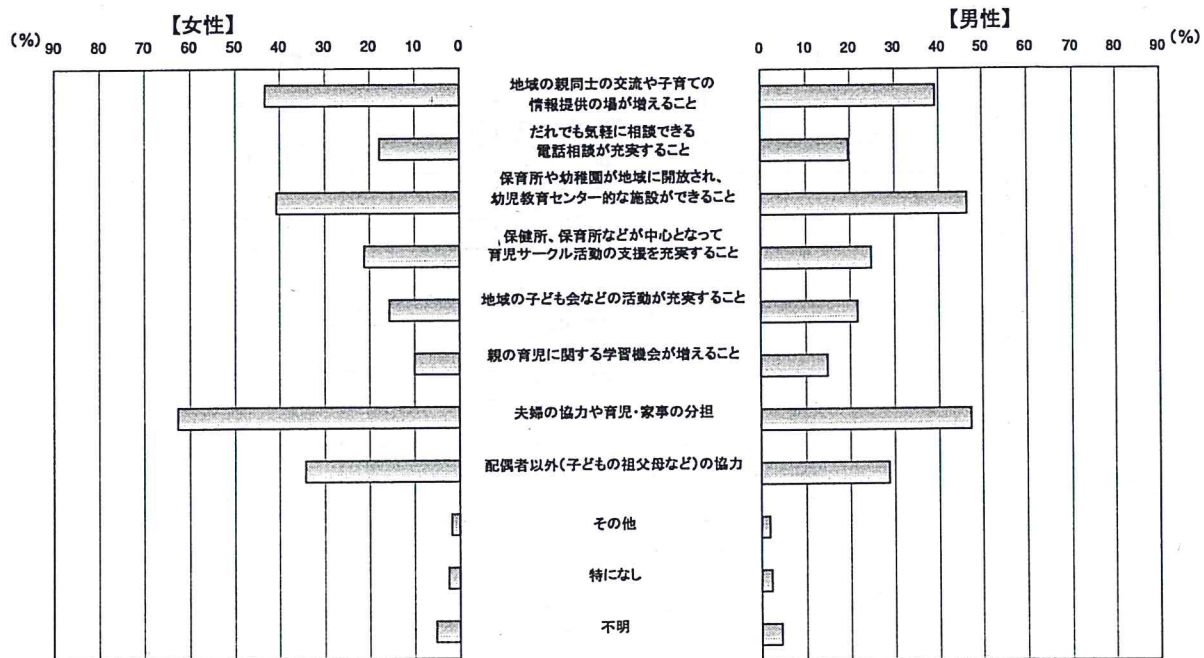 【女性】
【男性】
(%)
90 80 70 60 50 40 30 20 10 0
0 10 20 30 40 50 60 70 80 90
(%)
地域の親同士の交流や子育ての
情報提供の場が増えること
だれでも気軽に相談できる
電話相談が充実すること
保育所や幼稚園が地域に開放され、
幼児教育センター的な施設ができること
保健所、保育所などが中心となって
育児サークル活動の支援を充実すること
地域の子ども会などの活動が充実すること
親の育児に関する学習機会が増えること
夫婦の協力や育児・家事の分担
配偶者以外(子どもの祖父母など)の協力
その他
特になし
不明